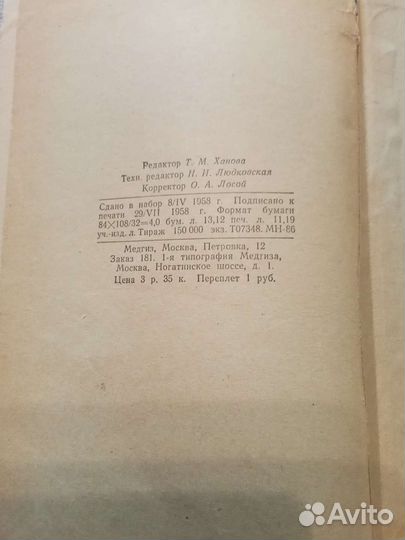 Редактор Т. М. Ханова
Техн. редактор Н. И. Людковская
Корректор О. А. Лосой
Сдано в набор 8/IV 1958 г. Подписано к
печати 29/VII 1958 г. Формат бумаги
84×108/32=4,0 бум. л. 13,12 печ. л. 11,19
уч.-изд. л. Тираж 150 000 экз. Т07348. МН-86
Медгиз, Москва, Петровка, 12
Заказ 181. 1-я типография Медгиза,
Москва, Ногатинское шоссе, д. 1.
Цена 3 р. 35 к. Переплет 1 руб.
Avito